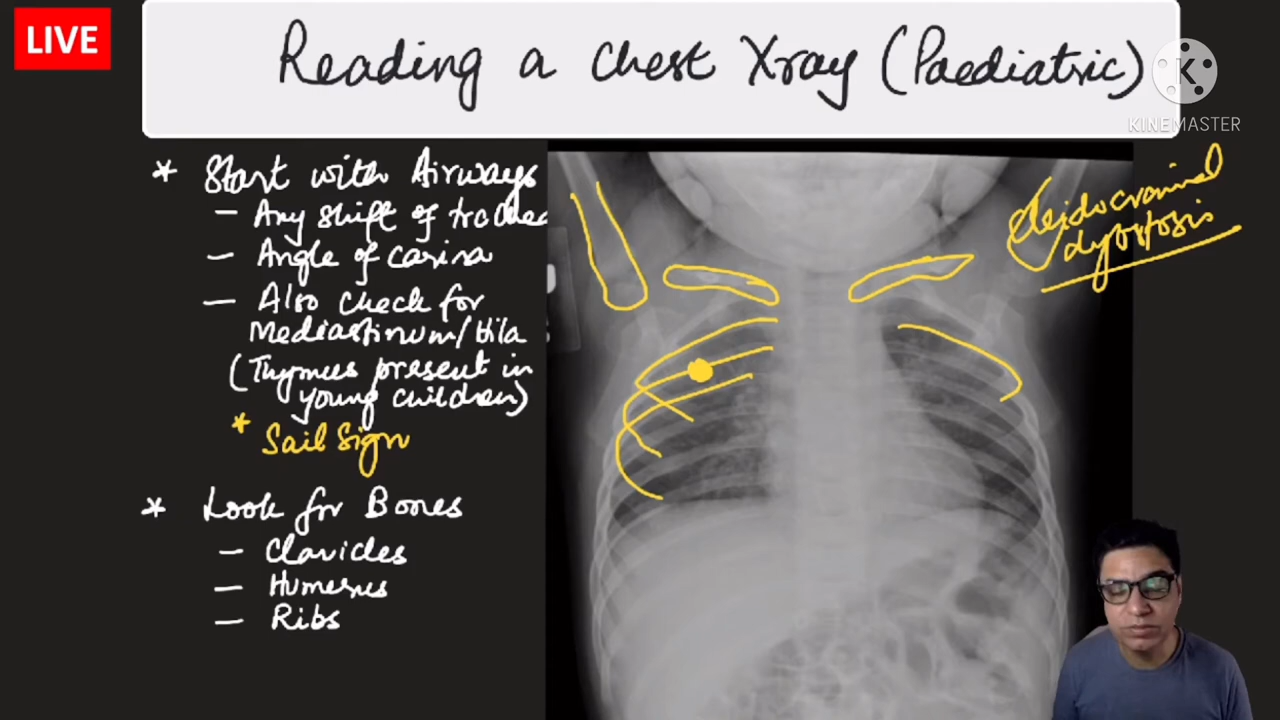 LIVE
Reading a Chest Xray (Paediatric)
KINEMASTER
* Start with Airways
- Any shift of trachea
- Angle of carina
- Also check for
Mediastinum/Hila
(Thymus present in
young children)
* Sail Sign
* Look for Bones
- Clavicles
- Humerus
- Ribs
Cleidocranial
dysostosis